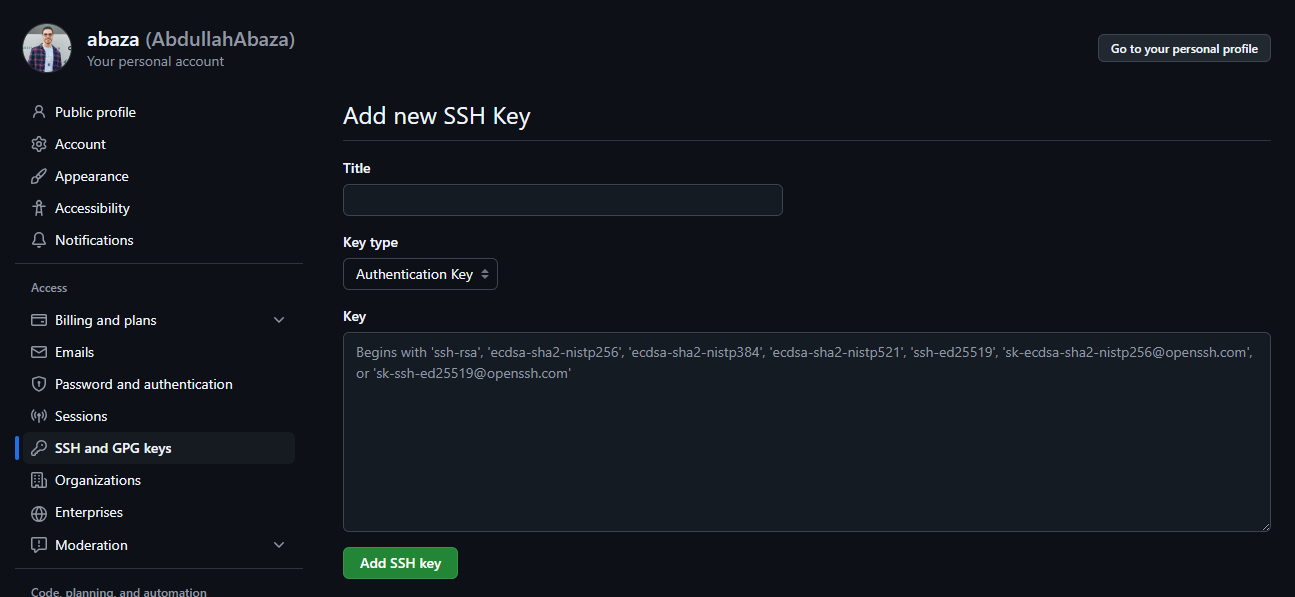 abaza (AbdullahAbaza)
Your personal account
Go to your personal profile
Public profile
Account
Appearance
Accessibility
Notifications
Access
Billing and plans
Emails
Password and authentication
Sessions
SSH and GPG keys
Organizations
Enterprises
Moderation
Code, planning, and automation
Add new SSH Key
Title
Key type
Authentication Key
Key
Begins with 'ssh-rsa', 'ecdsa-sha2-nistp256', 'ecdsa-sha2-nistp384', 'ecdsa-sha2-nistp521', 'ssh-ed25519', 'sk-ecdsa-sha2-nistp256@openssh.com',
or 'sk-ssh-ed25519@openssh.com'
Add SSH key